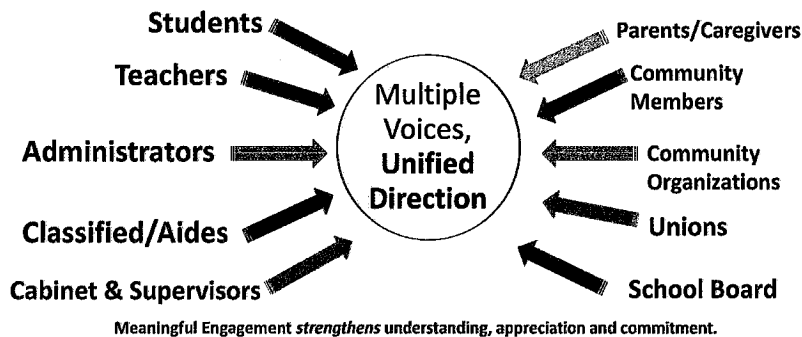 Students
Teachers
Administrators
Classified/Aides
Cabinet & Supervisors
Multiple
Voices,
Unified
Direction
Parents/Caregivers
Community
Members
Community
Organizations
Unions
School Board
Meaningful Engagement strengthens understanding, appreciation and commitment.